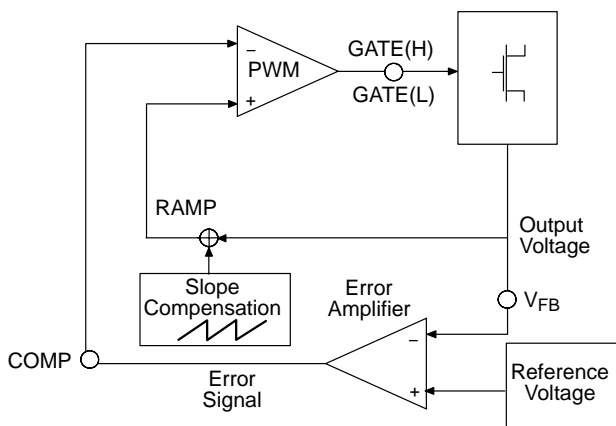 GATE(H)
−
PWM
GATE(L)
+
RAMP
Output
Voltage
Slope
Compensation
Error
Amplifier
VFB
−
COMP
Error
Signal
+
Reference
Voltage